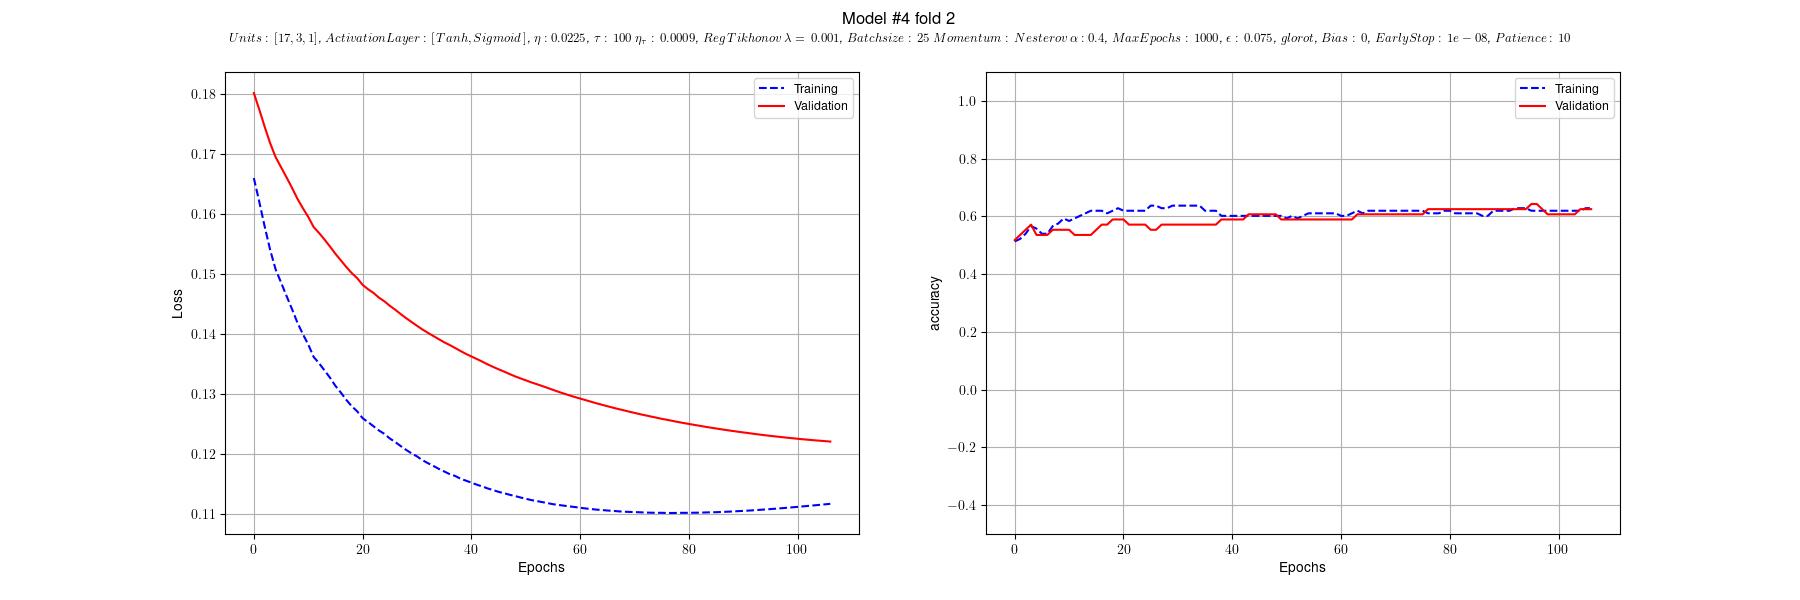 Model #4 fold 2
Units : [17, 3, 1], ActivationLayer : [Tanh, Sigmoid], η : 0.0225, τ : 100 ητ : 0.0009, RegTikhonov λ = 0.001, Batchsize : 25 Momentum : Nesterov α : 0.4, MaxEpochs : 1000, ϵ : 0.075, glorot, Bias : 0, EarlyStop : 1e − 08, Patience : 10
Training
Validation
0.18
0.17
0.16
0.15
0.14
0.13
0.12
0.11
Loss
0 20 40 60 80 100
Epochs
Training
Validation
1.0
0.8
0.6
0.4
0.2
0.0
−0.2
−0.4
accuracy
0 20 40 60 80 100
Epochs